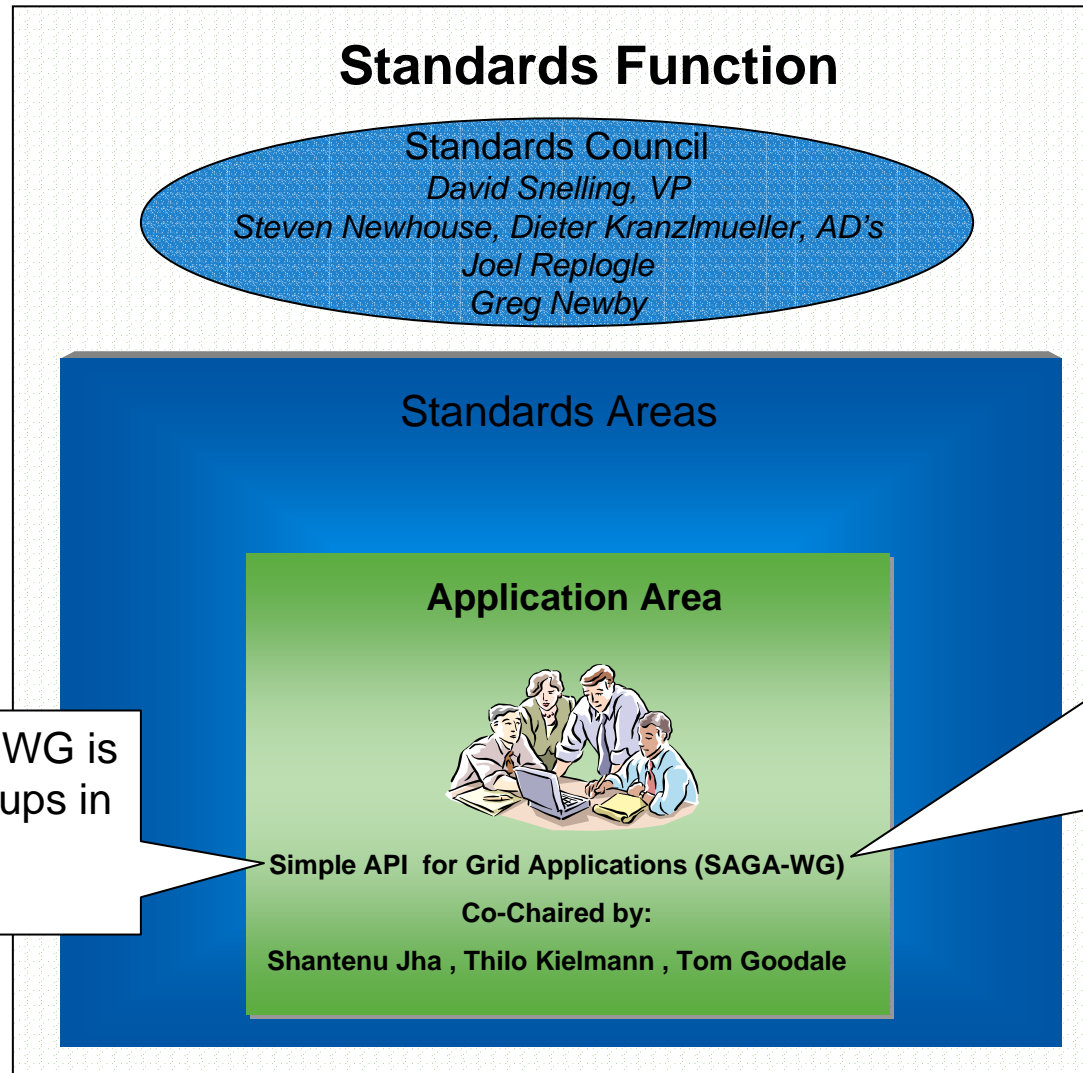 Standards Function
Standards Council
David Snelling, VP
Steven Newhouse, Dieter Kranzlmueller, AD's
Joel Replogle
Greg Newby
Standards Areas
Application Area
WG is
ups in
Simple API for Grid Applications (SAGA-WG)
Co-Chaired by:
Shantenu Jha , Thilo Kielmann , Tom Goodale